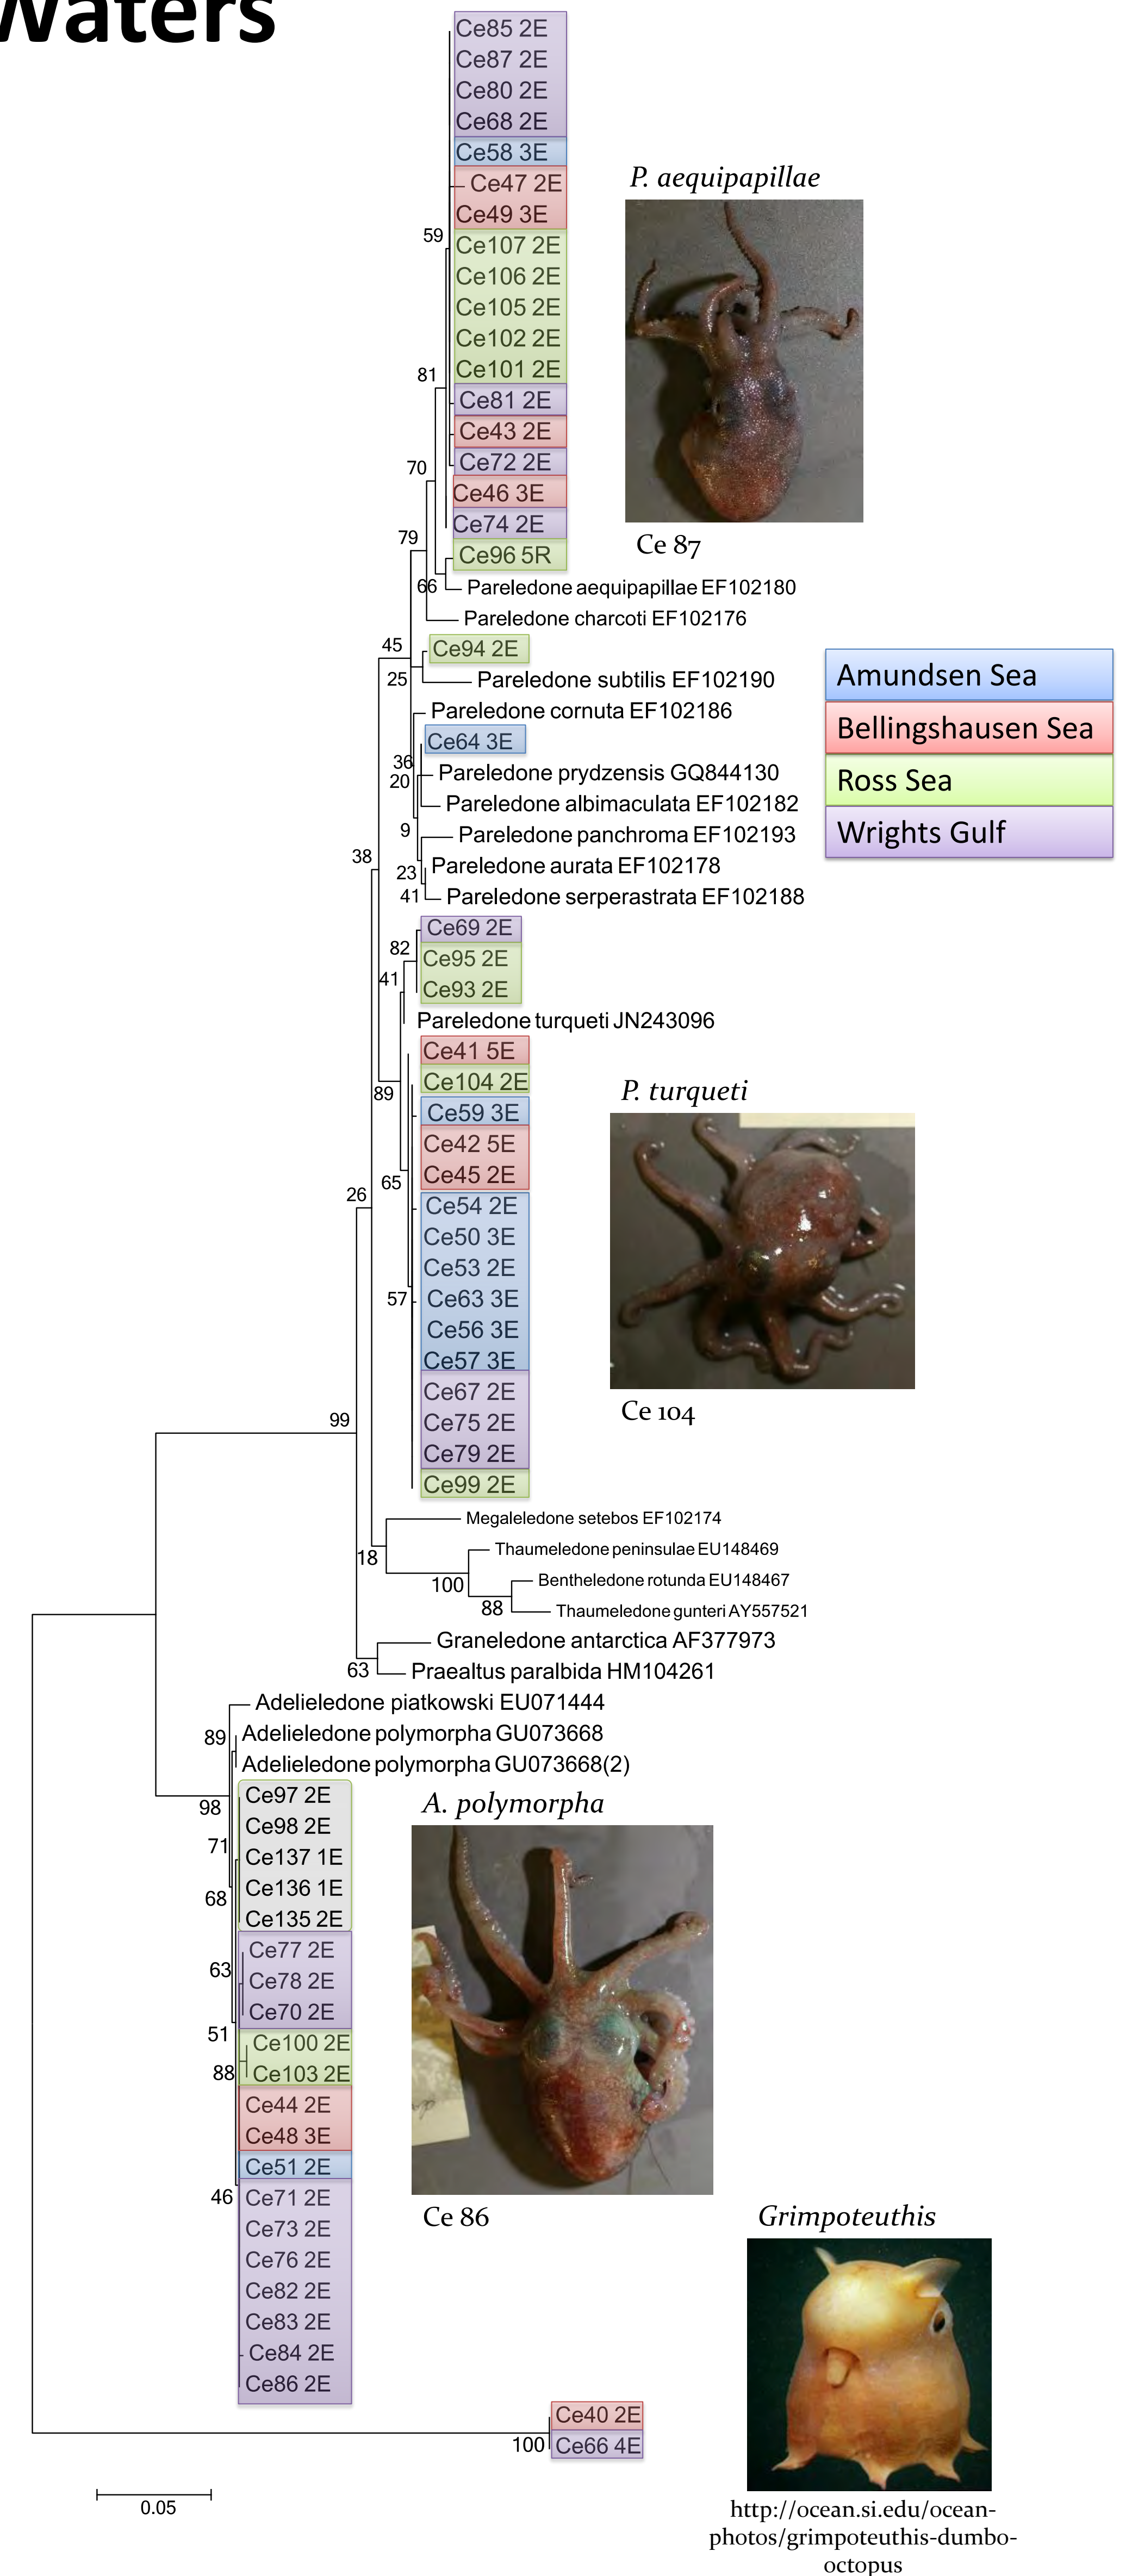 Waters
Ce85 2E
Ce87 2E
Ce80 2E
Ce68 2E
Ce58 3E
Ce47 2E
Ce49 3E
59
Ce107 2E
Ce106 2E
Ce105 2E
Ce102 2E
Ce101 2E
81
Ce81 2E
Ce43 2E
Ce72 2E
70
Ce46 3E
Ce74 2E
79
Ce96 5R
66
Pareledone aequipapillae EF102180
Pareledone charcoti EF102176
P. aequipapillae
Ce 87
45
Ce94 2E
25
Pareledone subtilis EF102190
Pareledone cornuta EF102186
Ce64 3E
36
Pareledone prydzensis GQ844130
20
Pareledone albimaculata EF102182
9
Pareledone panchroma EF102193
Pareledone aurata EF102178
23
41
Pareledone serperastrata EF102188
Amundsen Sea
Bellingshausen Sea
Ross Sea
Wrights Gulf
38
Ce69 2E
82
Ce95 2E
41
Ce93 2E
Pareledone turqueti JN243096
Ce41 5E
Ce104 2E
89
Ce59 3E
Ce42 5E
Ce45 2E
65
26
Ce54 2E
Ce50 3E
Ce53 2E
Ce63 3E
57
Ce56 3E
Ce57 3E
Ce67 2E
Ce75 2E
Ce79 2E
Ce99 2E
P. turqueti
Ce 104
99
Megaleledone setebos EF102174
18
Thaumeledone peninsulae EU148469
100
Bentheledone rotunda EU148467
88
Thaumeledone gunteri AY557521
Graneledone antarctica AF377973
63
Praealtus paralbida HM104261
Adelieledone piatkowski EU071444
89
Adelieledone polymorpha GU073668
Adelieledone polymorpha GU073668(2)
98
Ce97 2E
Ce98 2E
71
Ce137 1E
Ce136 1E
68
Ce135 2E
Ce77 2E
63
Ce78 2E
Ce70 2E
51
Ce100 2E
88
Ce103 2E
Ce44 2E
Ce48 3E
Ce51 2E
46
Ce71 2E
Ce73 2E
Ce76 2E
Ce82 2E
Ce83 2E
Ce84 2E
Ce86 2E
A. polymorpha
Ce 86
Ce40 2E
100
Ce66 4E
0.05
Grimpoteuthis
http://ocean.si.edu/ocean-
photos/grimpoteuthis-dumbo-
octopus